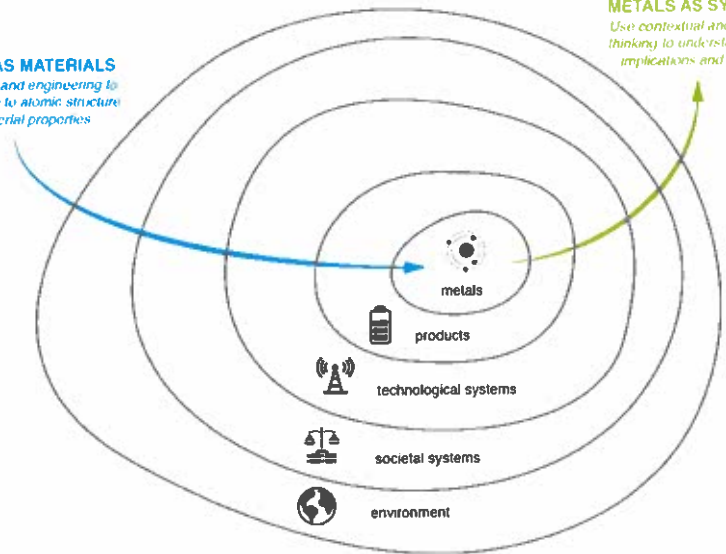 METALS AS SY
Use contextual and
thinking to underst
implications and
AS MATERIALS
and engineering to
to atomic structure
erial properties
metals
products
technological systems
societal systems
environment